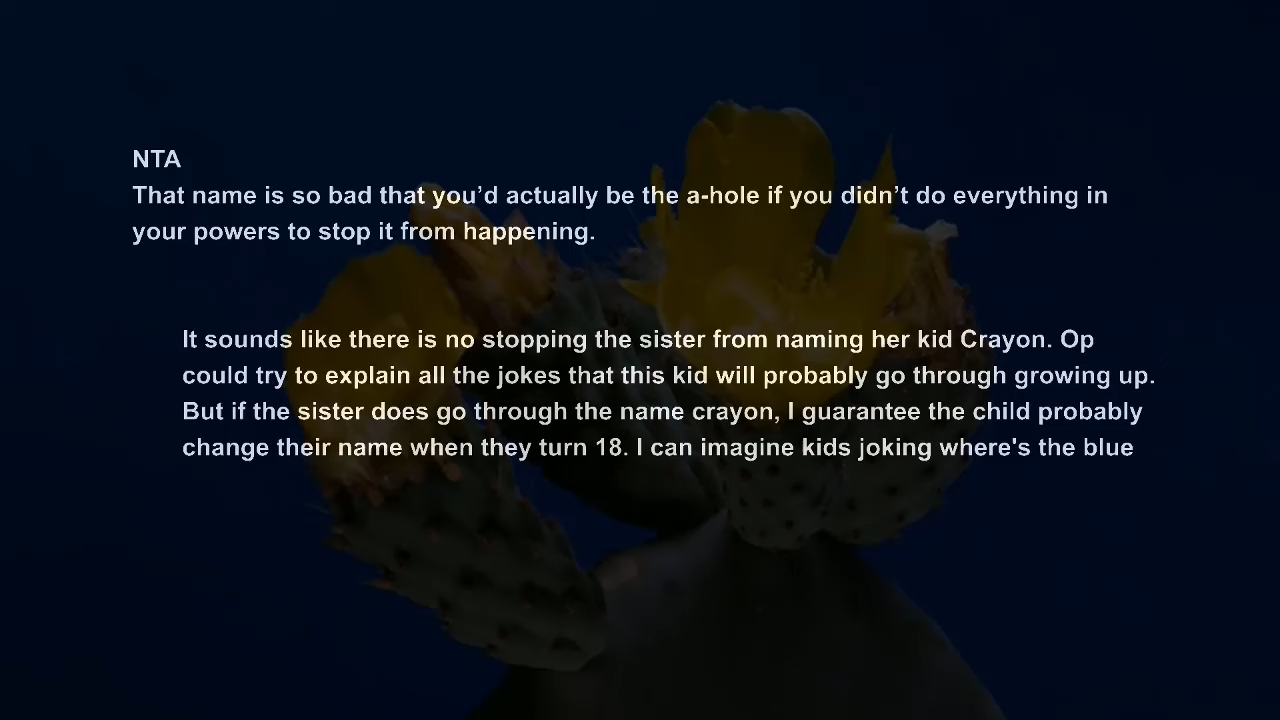 NTA
That name is so bad that you’d actually be the a-hole if you didn’t do everything in
your powers to stop it from happening.
It sounds like there is no stopping the sister from naming her kid Crayon. Op
could try to explain all the jokes that this kid will probably go through growing up.
But if the sister does go through the name crayon, I guarantee the child probably
change their name when they turn 18. I can imagine kids joking where's the blue